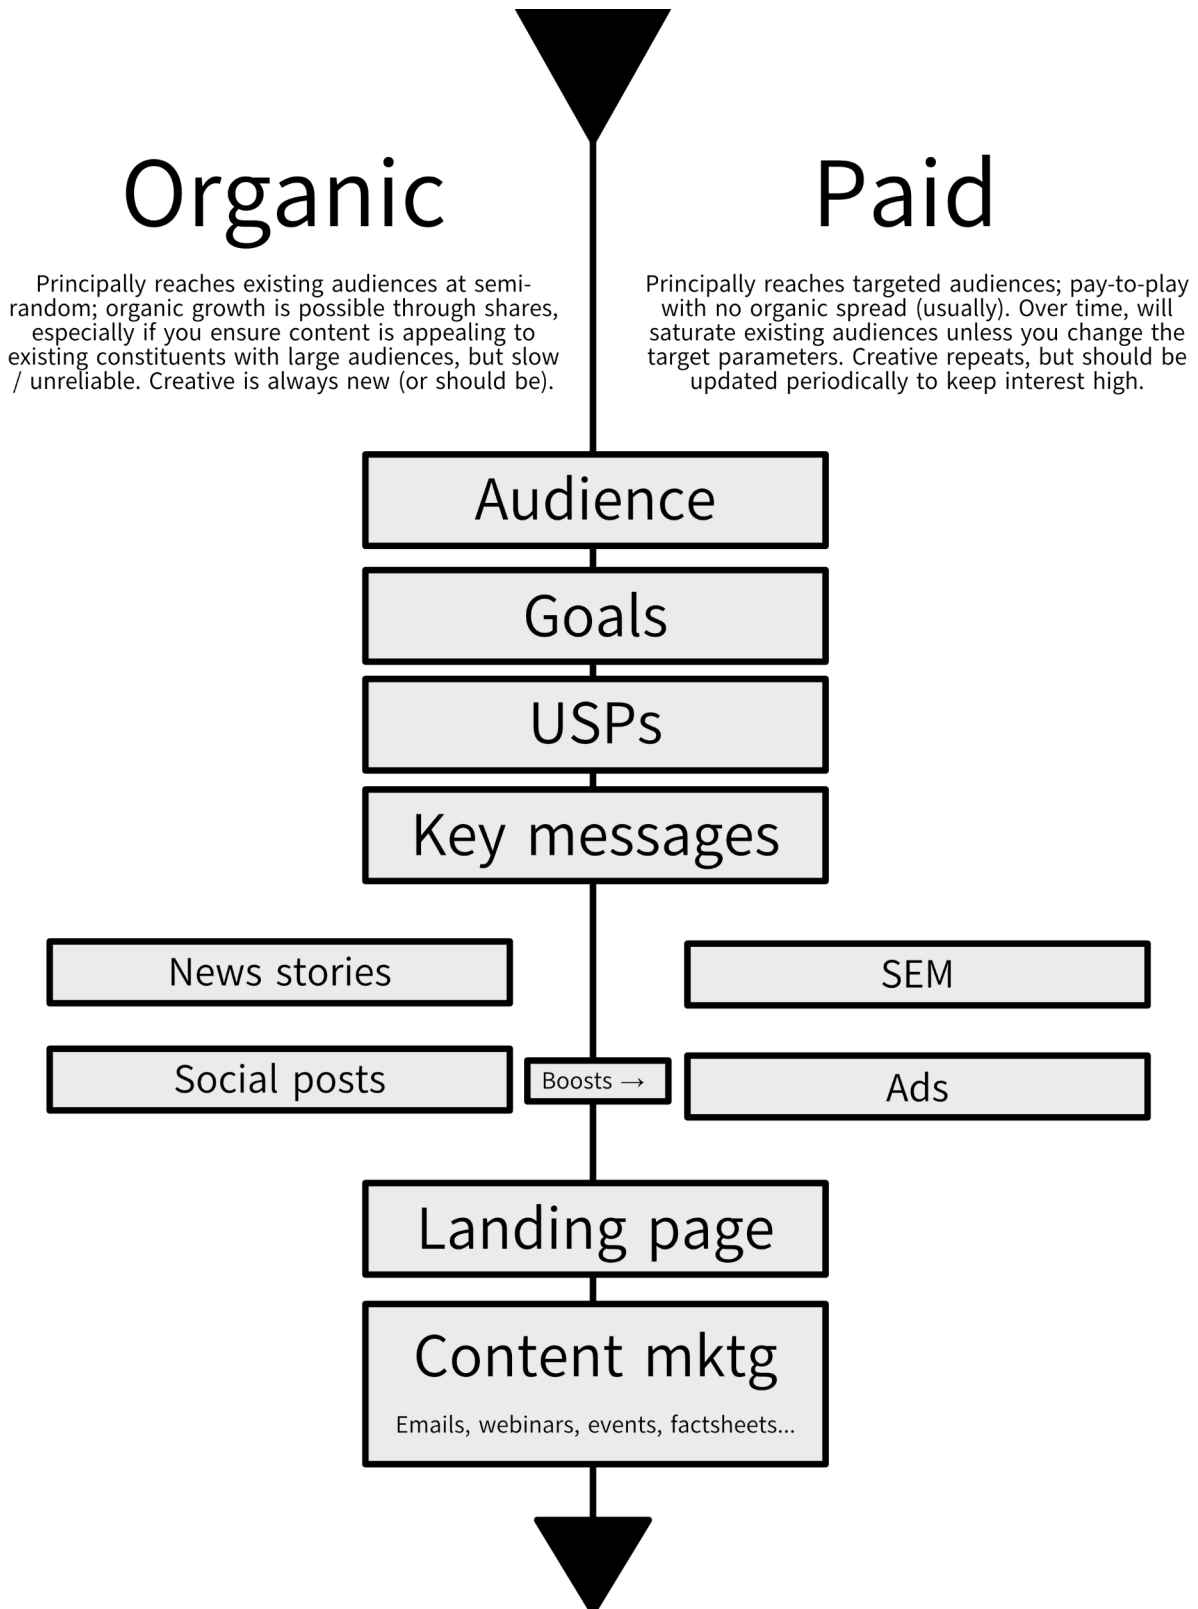 Organic
Principally reaches existing audiences at semi-
random; organic growth is possible through shares,
especially if you ensure content is appealing to
existing constituents with large audiences, but slow
/ unreliable. Creative is always new (or should be).
Paid
Principally reaches targeted audiences; pay-to-play
with no organic spread (usually). Over time, will
saturate existing audiences unless you change the
target parameters. Creative repeats, but should be
updated periodically to keep interest high.
Audience
Goals
USPs
Key messages
News stories
SEM
Social posts
Boosts →
Ads
Landing page
Content mktg
Emails, webinars, events, factsheets...